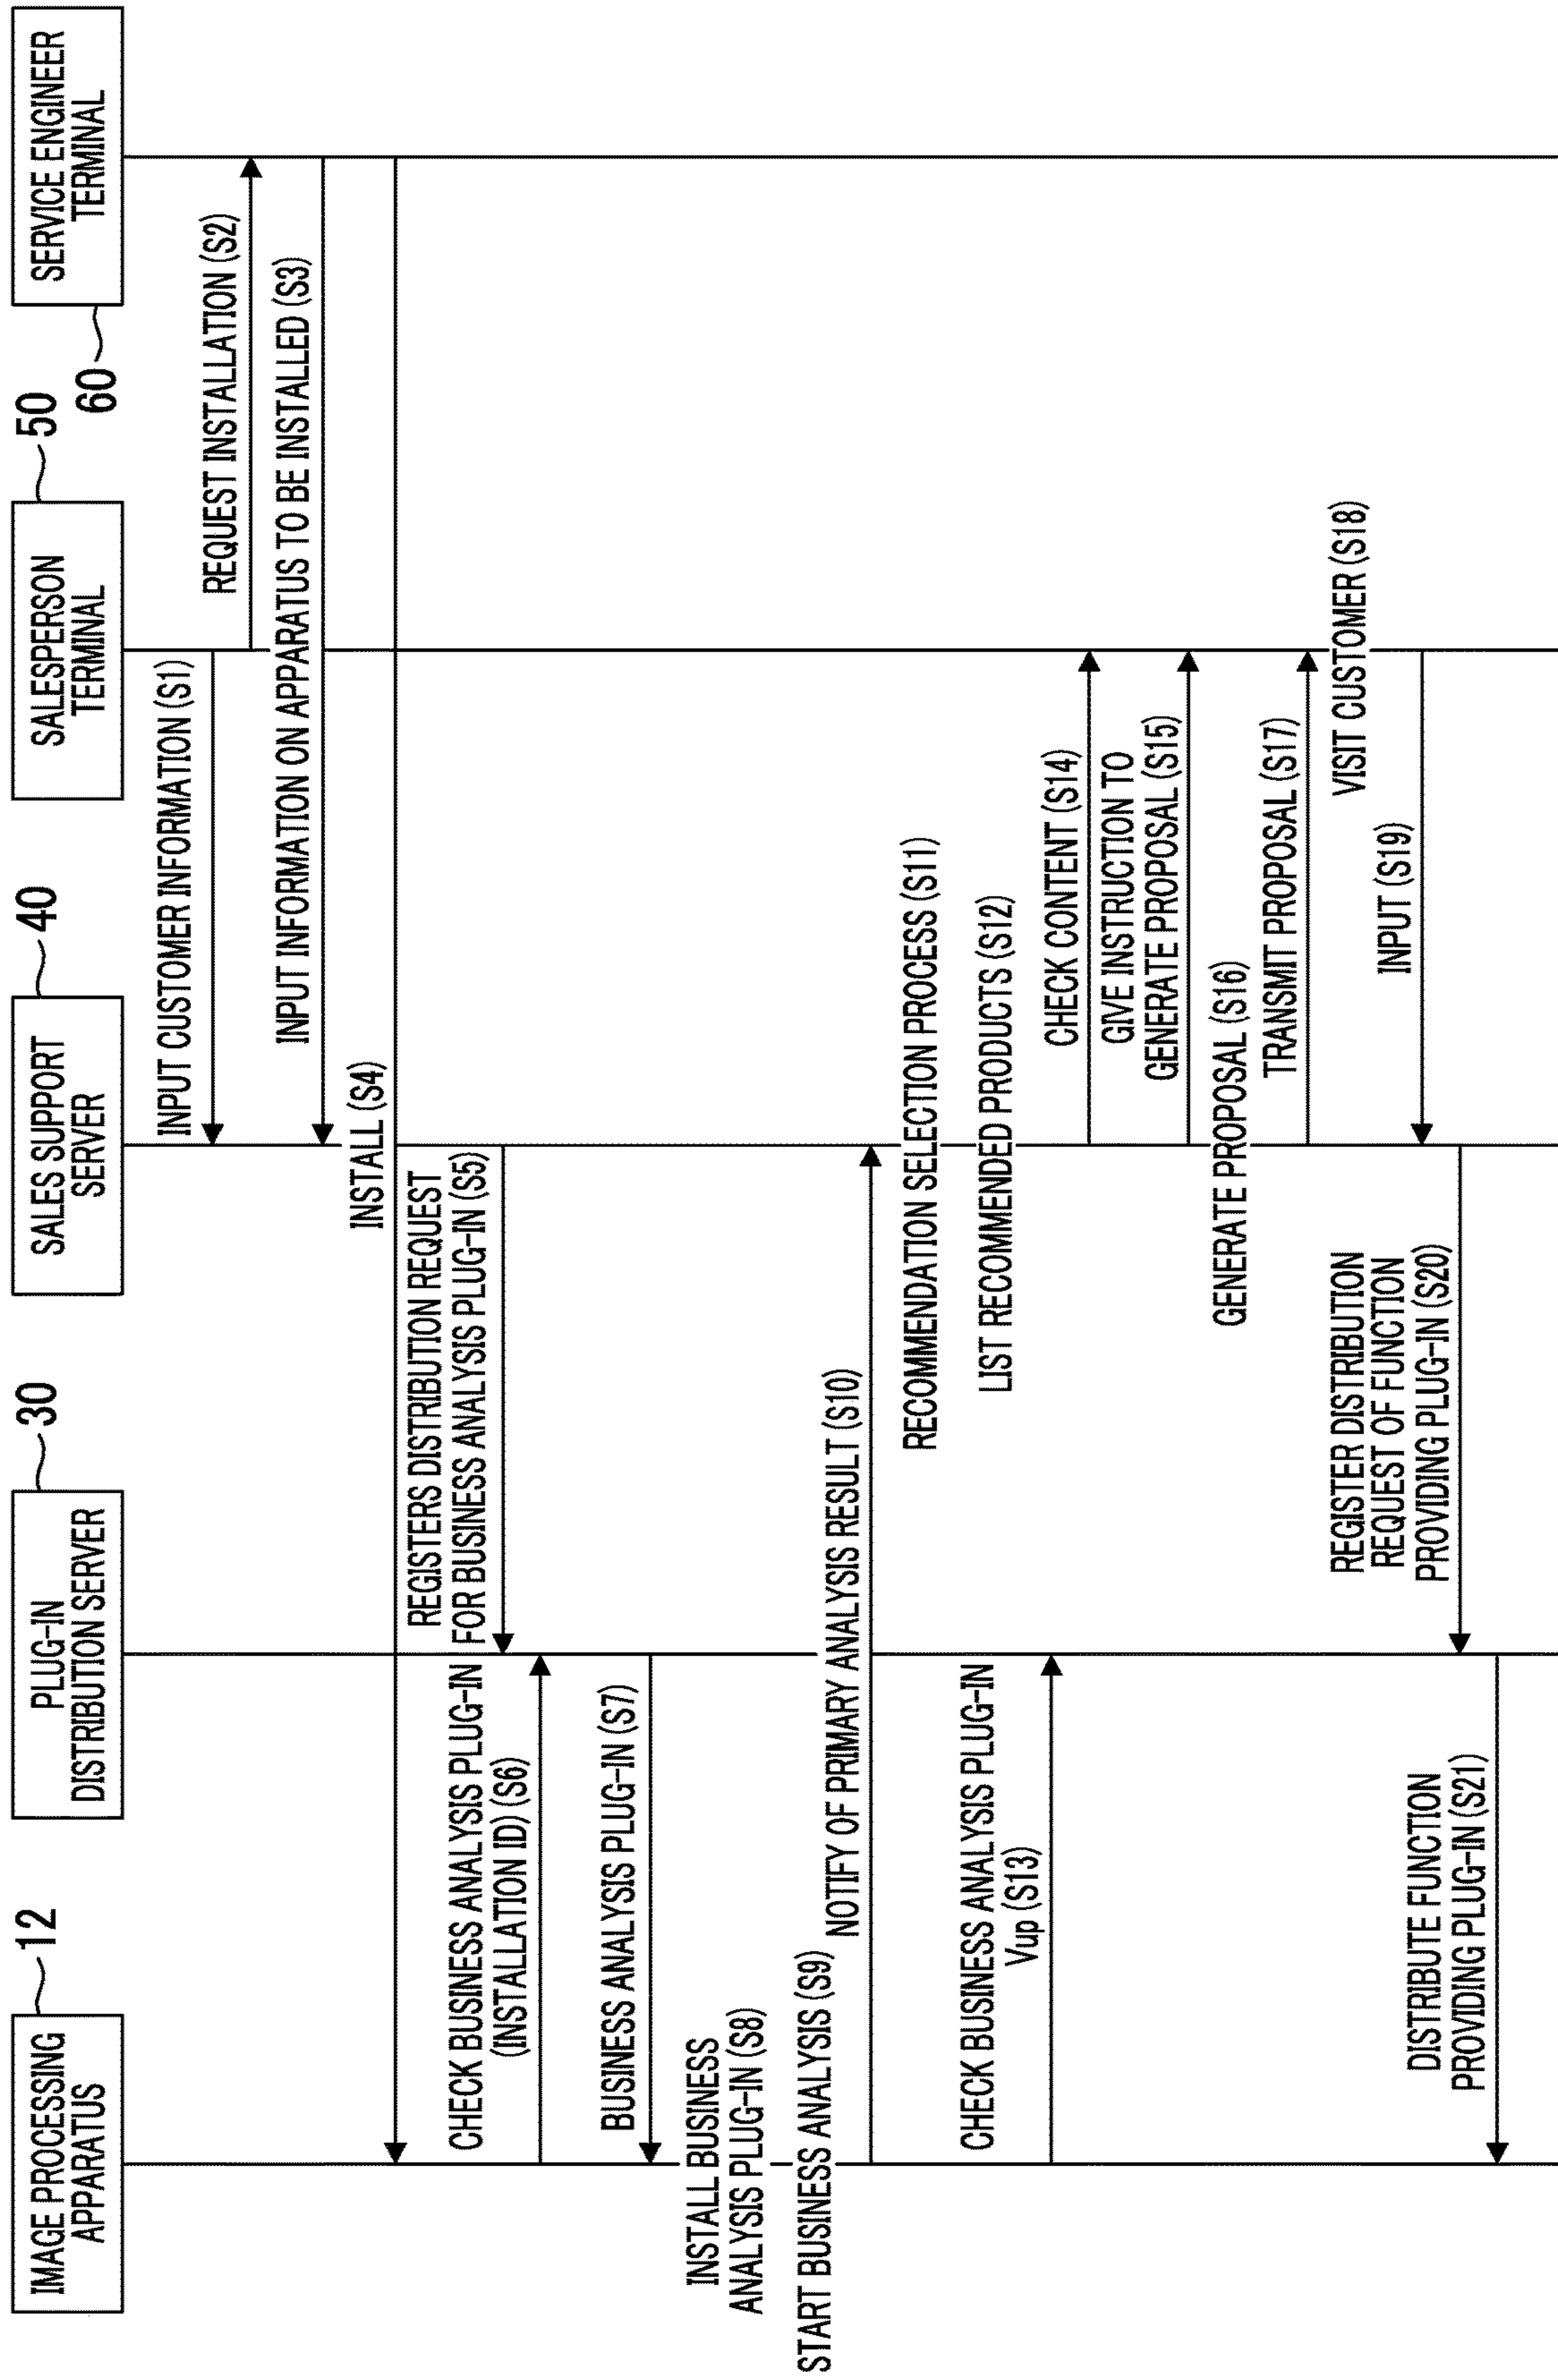 IMAGE PROCESSING
APPARATUS
12
PLUG-IN
DISTRIBUTION SERVER
30
SALES SUPPORT
SERVER
40
SALESPERSON
TERMINAL
50
SERVICE ENGINEER
TERMINAL
60
INPUT CUSTOMER INFORMATION (S1)
REQUEST INSTALLATION (S2)
INPUT INFORMATION ON APPARATUS TO BE INSTALLED (S3)
INSTALL (S4)
REGISTERS DISTRIBUTION REQUEST
FOR BUSINESS ANALYSIS PLUG-IN (S5)
CHECK BUSINESS ANALYSIS PLUG-IN
(INSTALLATION ID) (S6)
BUSINESS ANALYSIS PLUG-IN (S7)
INSTALL BUSINESS
ANALYSIS PLUG-IN (S8)
START BUSINESS ANALYSIS (S9)
NOTIFY OF PRIMARY ANALYSIS RESULT (S10)
RECOMMENDATION SELECTION PROCESS (S11)
LIST RECOMMENDED PRODUCTS (S12)
CHECK BUSINESS ANALYSIS PLUG-IN
Vup (S13)
CHECK CONTENT (S14)
GIVE INSTRUCTION TO
GENERATE PROPOSAL (S15)
GENERATE PROPOSAL (S16)
TRANSMIT PROPOSAL (S17)
VISIT CUSTOMER (S18)
INPUT (S19)
REGISTER DISTRIBUTION
REQUEST OF FUNCTION
PROVIDING PLUG-IN (S20)
DISTRIBUTE FUNCTION
PROVIDING PLUG-IN (S21)